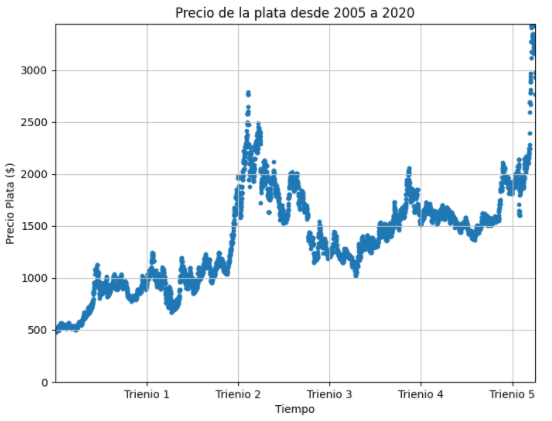 Precio de la plata desde 2005 a 2020
Precio Plata ($)
3000
2500
2000
1500
1000
500
0
Trienio 1 Trienio 2 Trienio 3 Trienio 4 Trienio 5
Tiempo